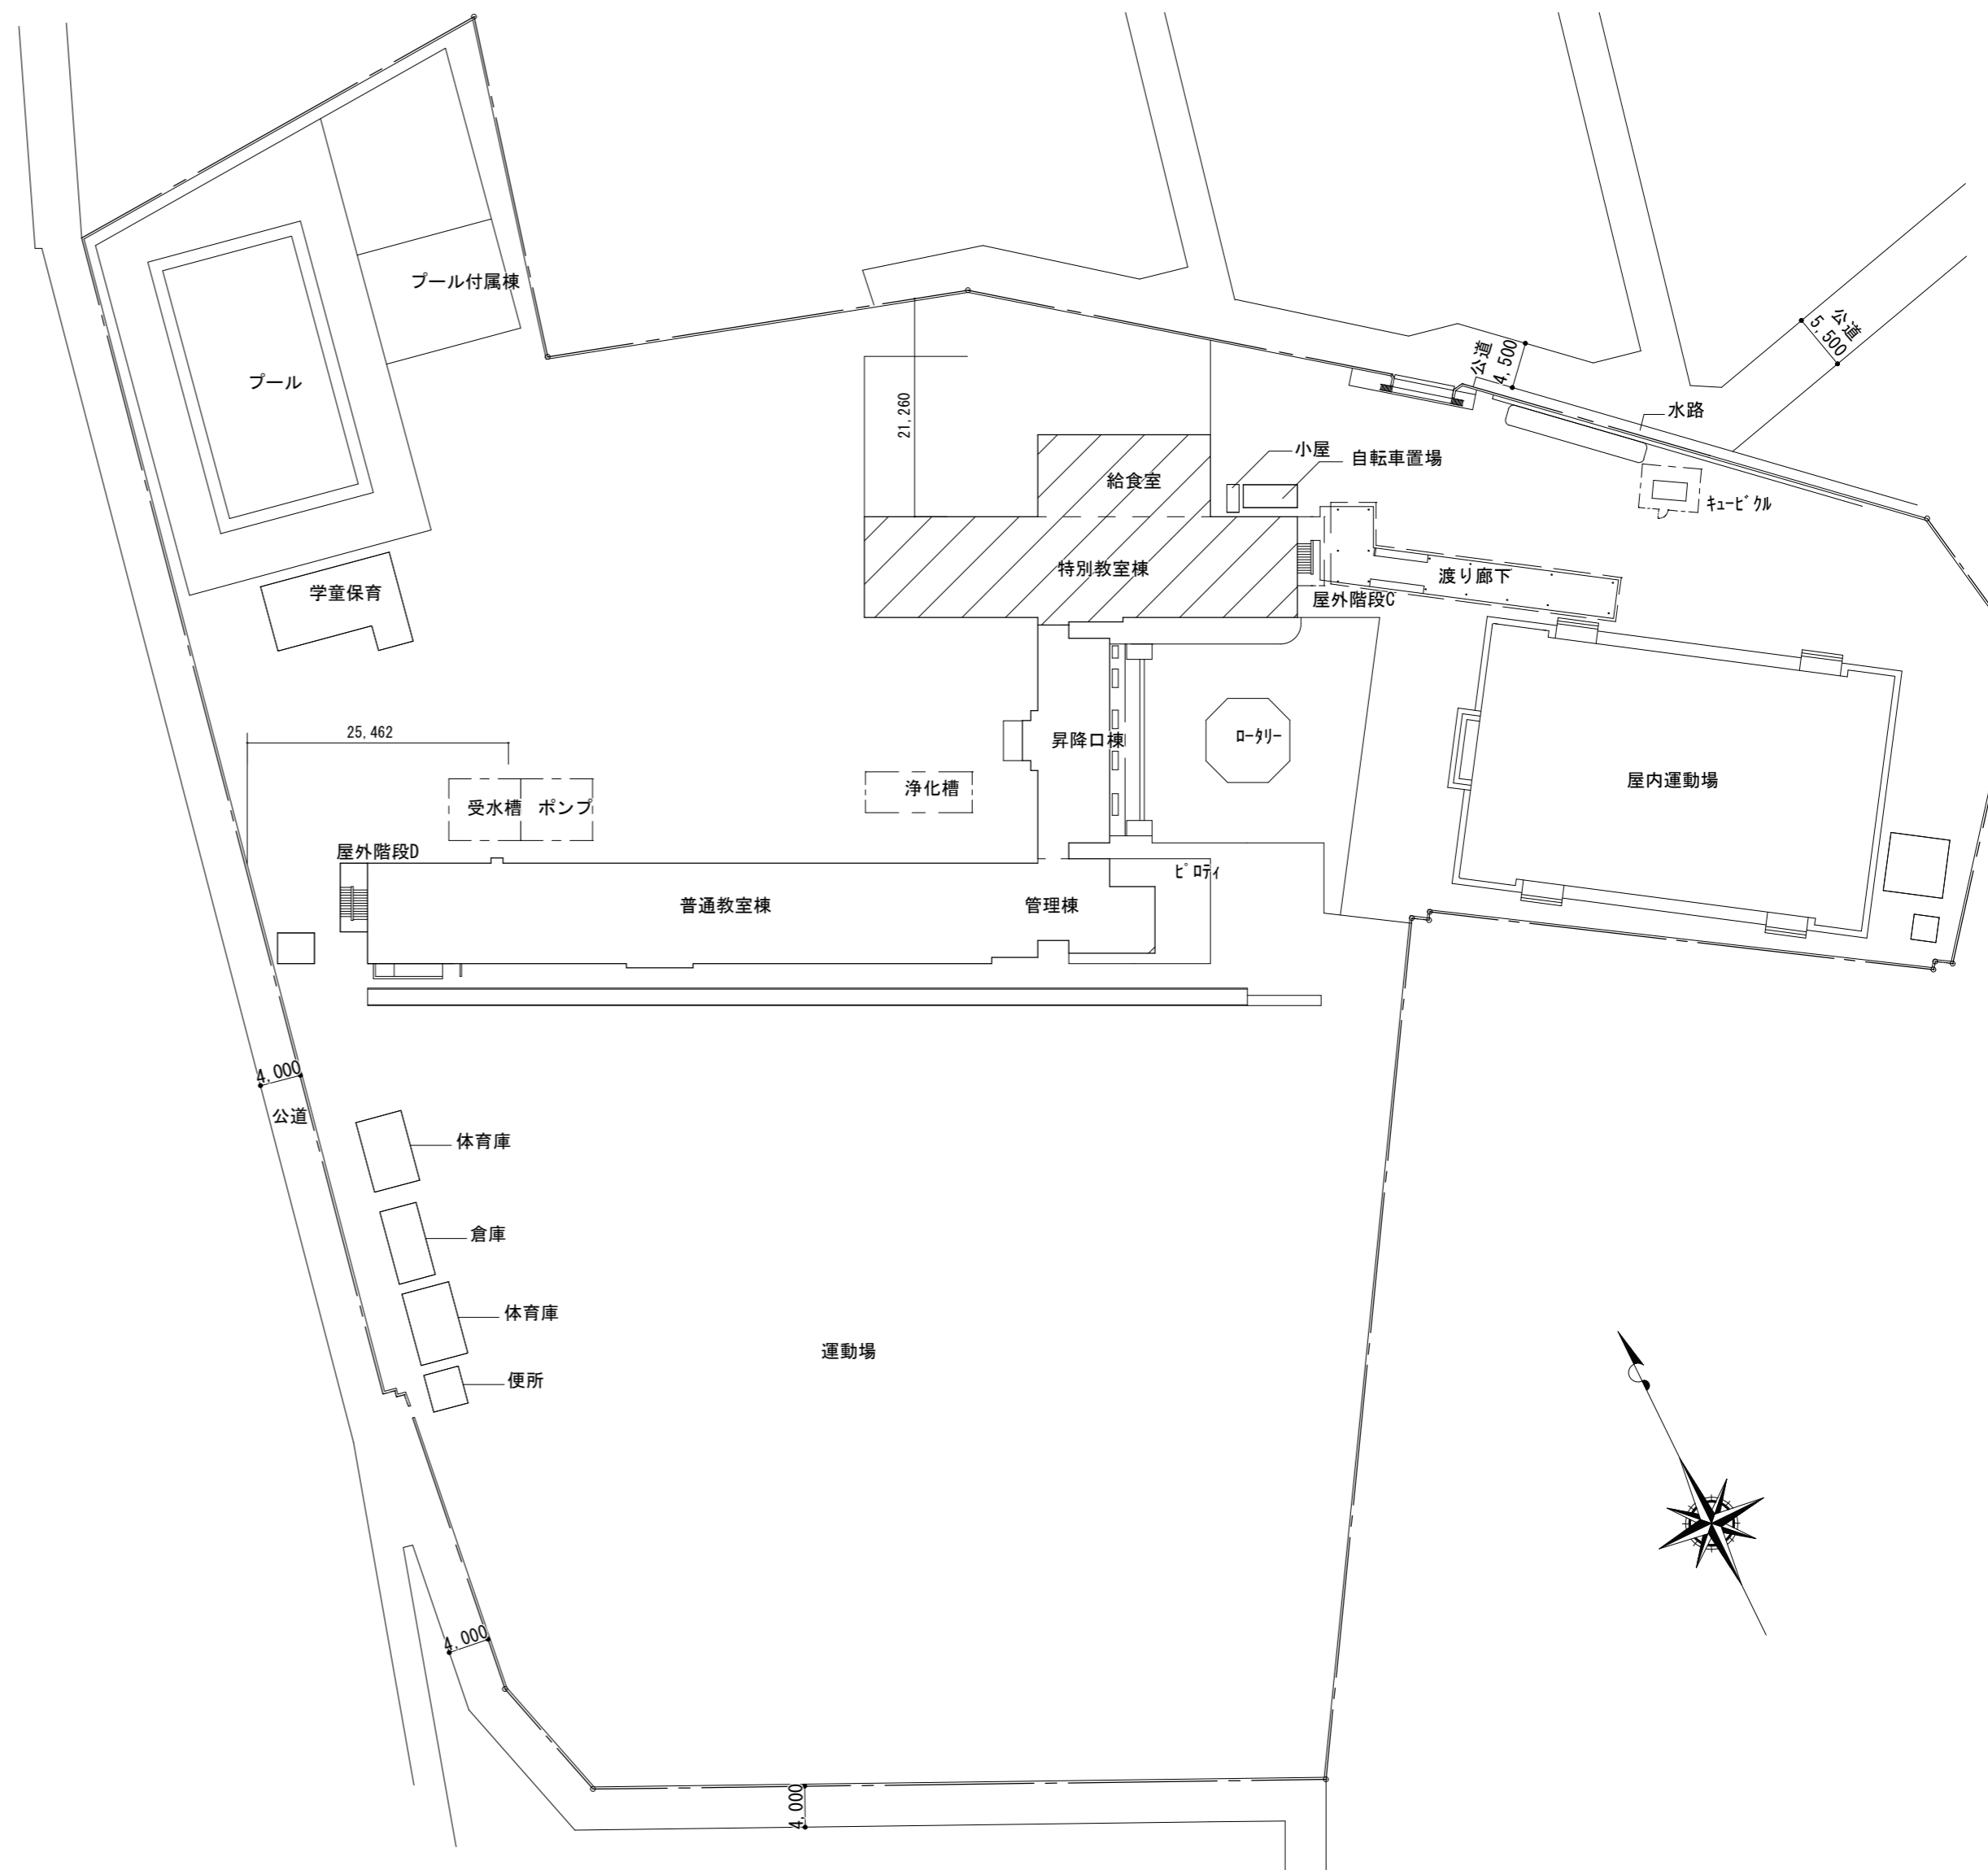 プール付属棟
プール
公道
5,500
公道
4,500
水路
21,260
小屋
自転車置場
給食室
キュービクル
特別教室棟
渡り廊下
屋外階段C
学童保育
25,462
昇降口棟
ロータリー
屋内運動場
浄化槽
受水槽
ポンプ
屋外階段D
ピロティ
普通教室棟
管理棟
4,000
公道
体育庫
倉庫
体育庫
運動場
便所
4,000
4,000